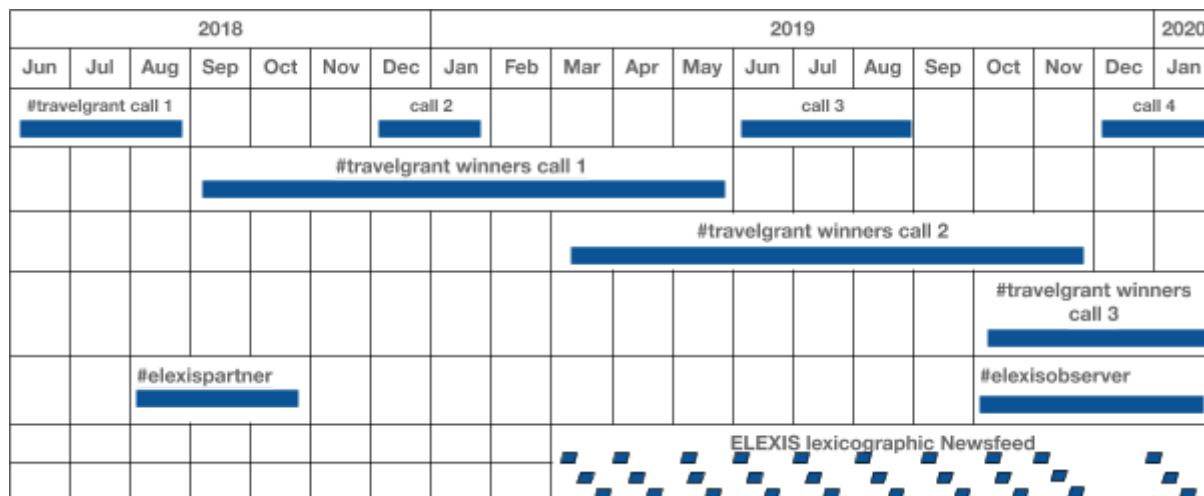 2018 2019 2020
Jun Jul Aug Sep Oct Nov Dec Jan Feb Mar Apr May Jun Jul Aug Sep Oct Nov Dec Jan
#travelgrant call 1 call 2 call 3 call 4
#travelgrant winners call 1
#travelgrant winners call 2
#travelgrant winners
call 3
#elexispartner #elexisobserver
ELEXIS lexicographic Newsfeed